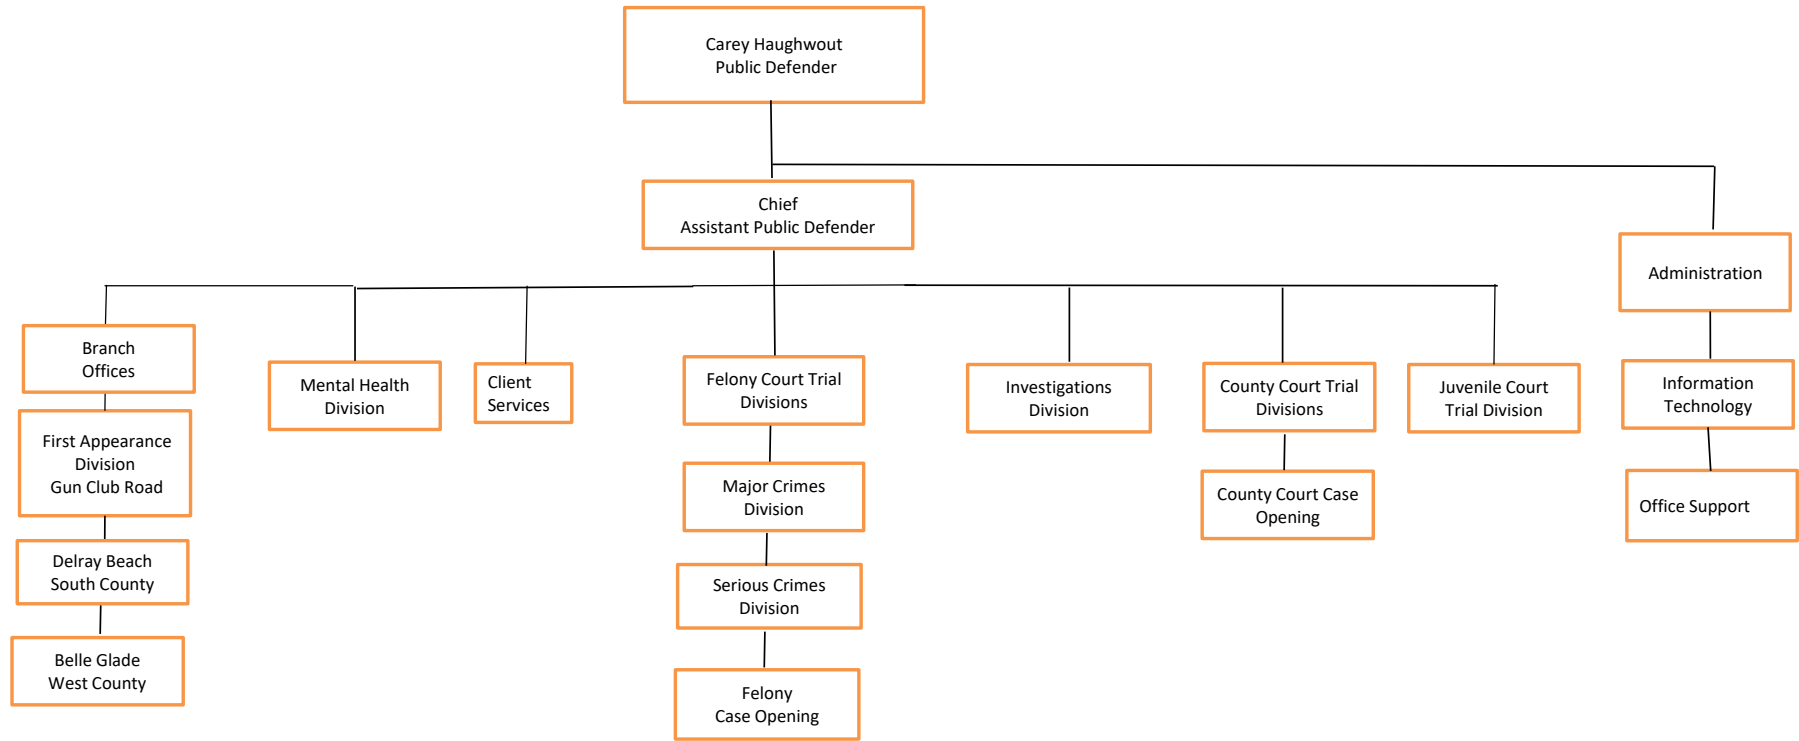 Carey Haughwout
Public Defender
Chief
Assistant Public Defender
Administration
Branch
Offices
Mental Health
Division
Client
Services
Felony Court Trial
Divisions
Investigations
Division
County Court Trial
Divisions
Juvenile Court
Trial Division
Information
Technology
First Appearance
Division
Gun Club Road
Major Crimes
Division
County Court Case
Opening
Office Support
Delray Beach
South County
Serious Crimes
Division
Belle Glade
West County
Felony
Case Opening